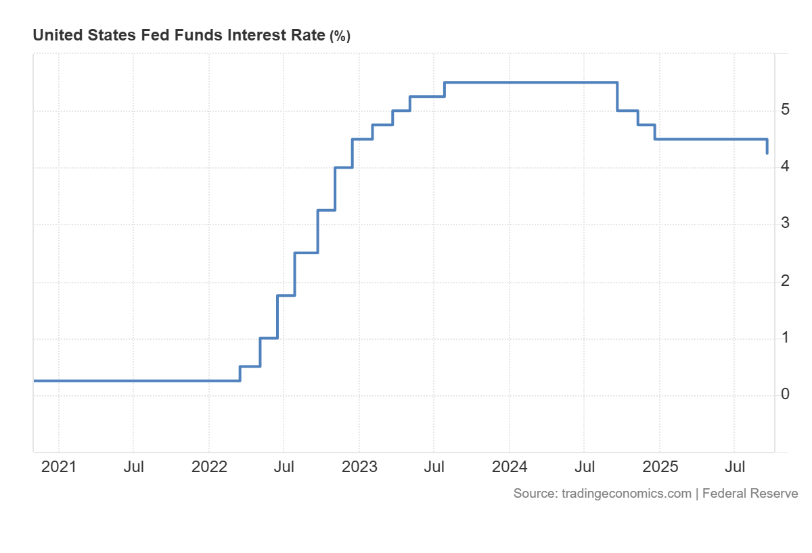 United States Fed Funds Interest Rate (%)
5
4
3
2
1
0
2021 Jul 2022 Jul 2023 Jul 2024 Jul 2025 Jul
Source: tradingeconomics.com | Federal Reserve